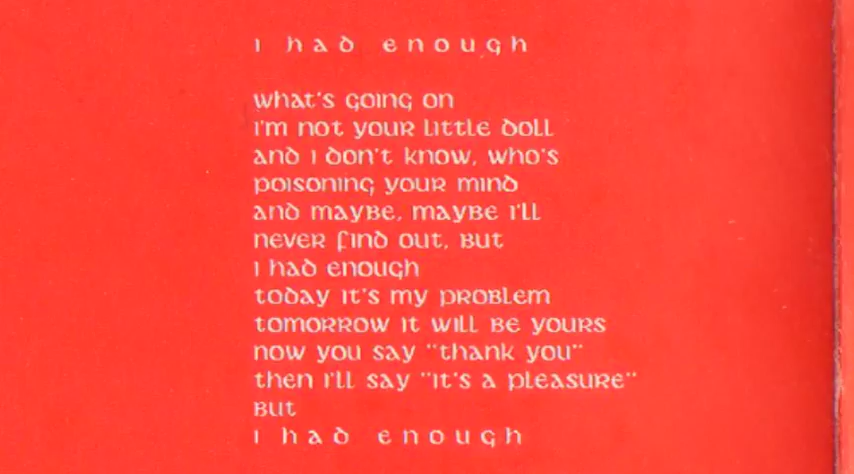 I had enough
what's going on
I'm not your little doll
and I don't know, who's
poisoning your mind
and maybe, maybe I'll
never find out, but
I had enough
today it's my problem
tomorrow it will be yours
now you say "thank you"
then I'll say "it's a pleasure"
but
I had enough